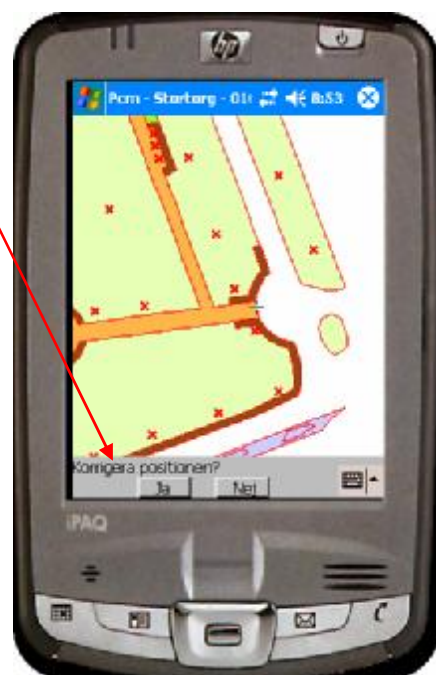 hp
Pcm - Startorg - 01 8:53
Korrigera positionen?
Ja Nej
iPAQ